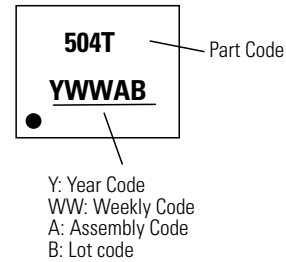 504T
Part Code
YWWAB
Y: Year Code
WW: Weekly Code
A: Assembly Code
B: Lot code